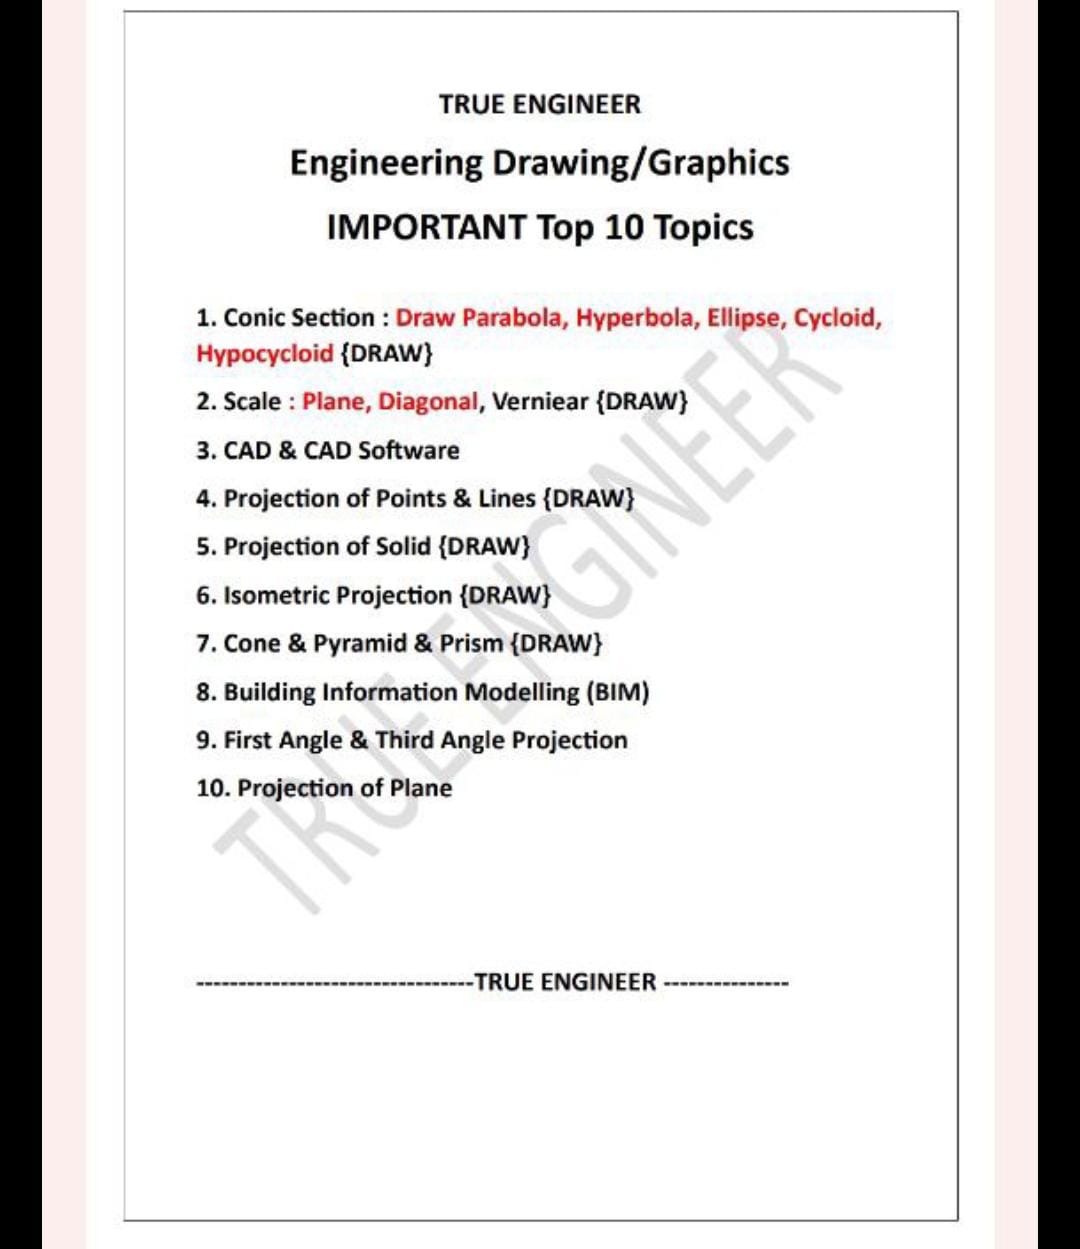 TRUE ENGINEER
Engineering Drawing/Graphics
IMPORTANT Top 10 Topics
1. Conic Section : Draw Parabola, Hyperbola, Ellipse, Cycloid,
Hypocycloid {DRAW}
2. Scale : Plane, Diagonal, Verniear {DRAW}
3. CAD & CAD Software
4. Projection of Points & Lines {DRAW}
5. Projection of Solid {DRAW}
6. Isometric Projection {DRAW}
7. Cone & Pyramid & Prism {DRAW}
8. Building Information Modelling (BIM)
9. First Angle & Third Angle Projection
10. Projection of Plane
TRUE ENGINEER
---------------------------------TRUE ENGINEER ---------------